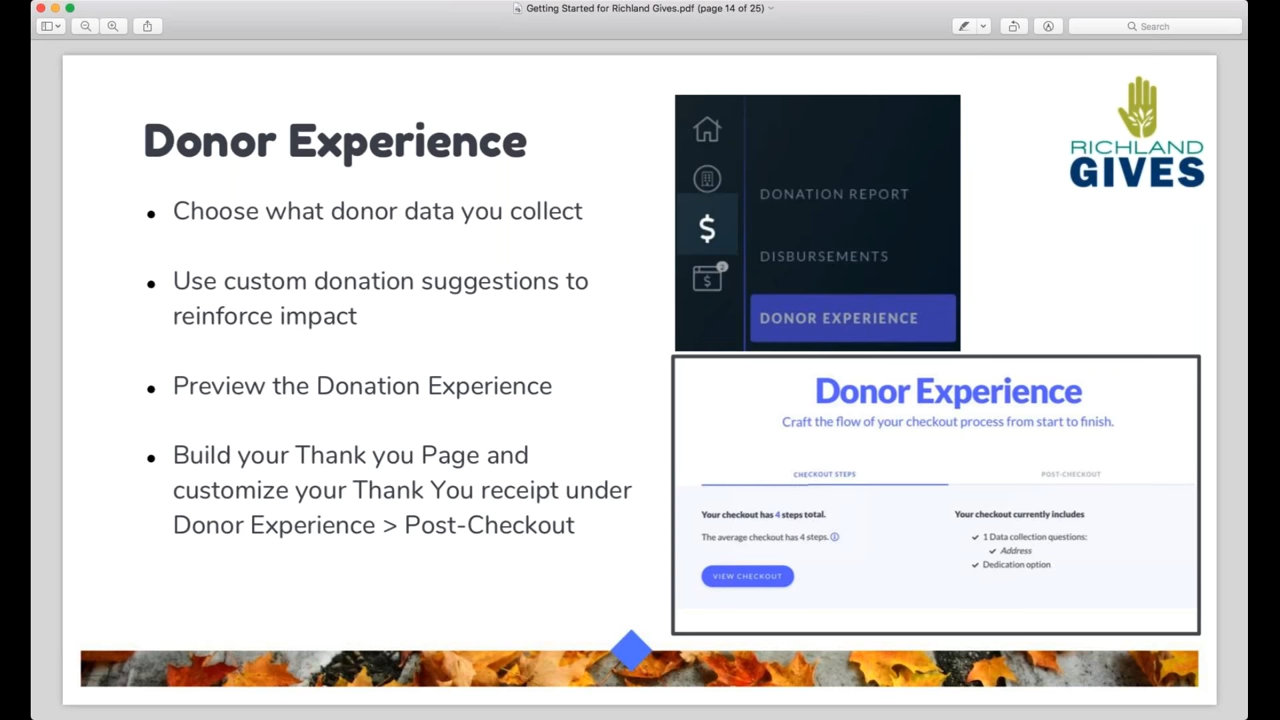 Getting Started for Richland Gives.pdf (page 14 of 25)
Search
Donor Experience
• Choose what donor data you collect
• Use custom donation suggestions to
reinforce impact
• Preview the Donation Experience
• Build your Thank you Page and
customize your Thank You receipt under
Donor Experience > Post-Checkout
DONATION REPORT
DISBURSEMENTS
2
DONOR EXPERIENCE
RICHLAND
GIVES
Donor Experience
Craft the flow of your checkout process from start to finish.
CHECKOUT STEPS
POST-CHECKOUT
Your checkout has 4 steps total.
The average checkout has 4 steps.
VIEW CHECKOUT
Your checkout currently includes
✓ 1 Data collection questions:
✓ Address
✓ Dedication option